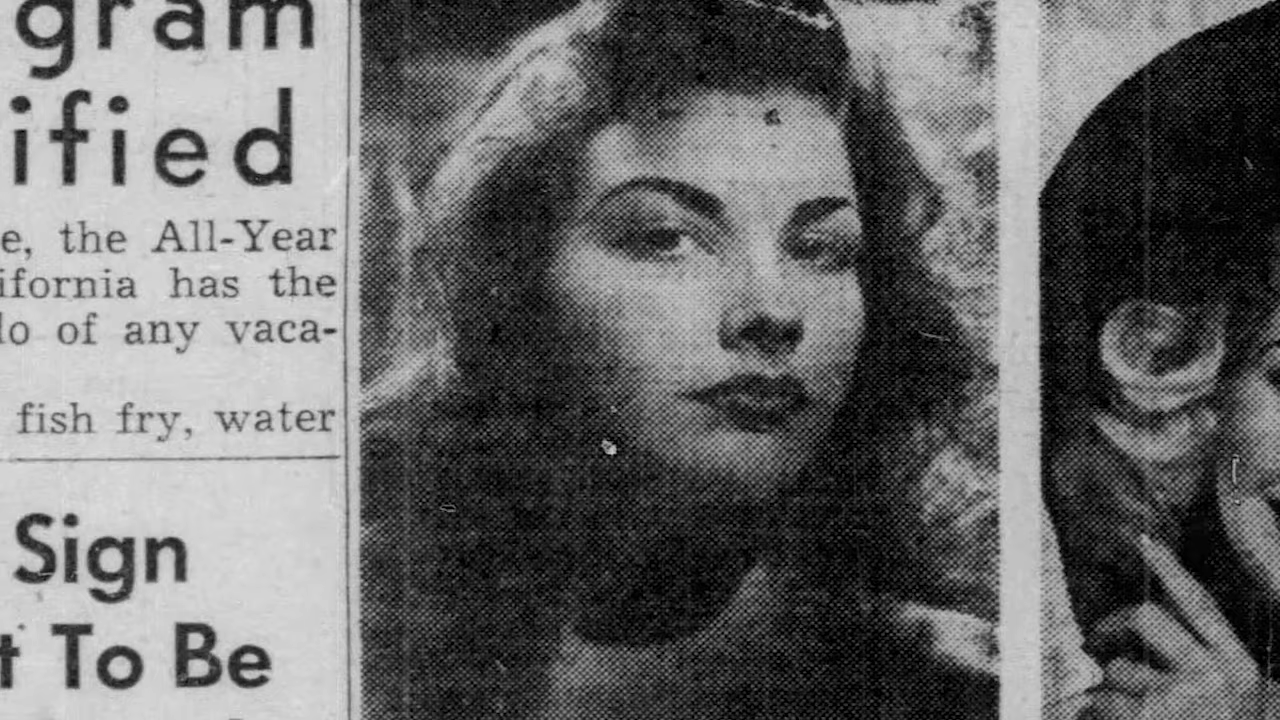 gram
ified
e, the All-Year
ifornia has the
lo of any vaca-
fish fry, water
Sign
t To Be